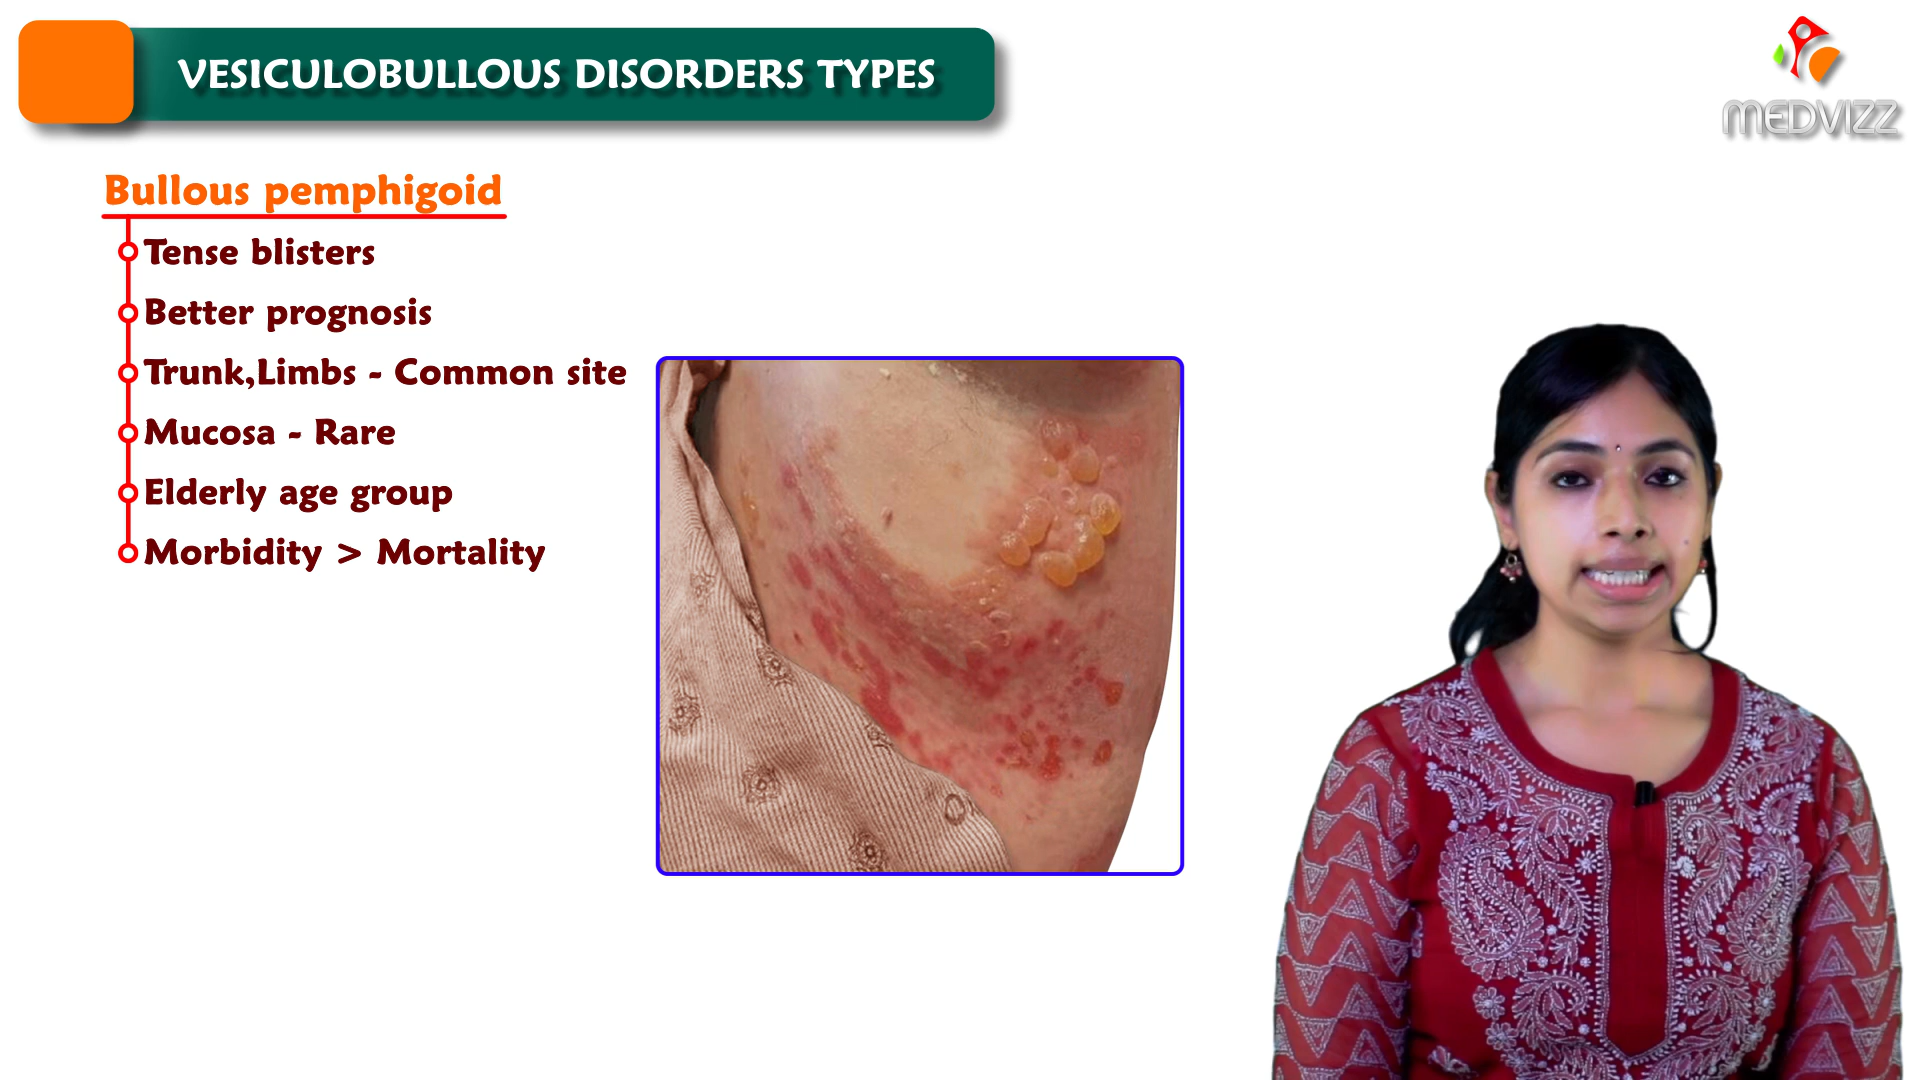 VESICULOBULLOUS DISORDERS TYPES
MEDVIZZ
Bullous pemphigoid
Tense blisters
Better prognosis
Trunk,Limbs - Common site
Mucosa - Rare
Elderly age group
Morbidity > Mortality